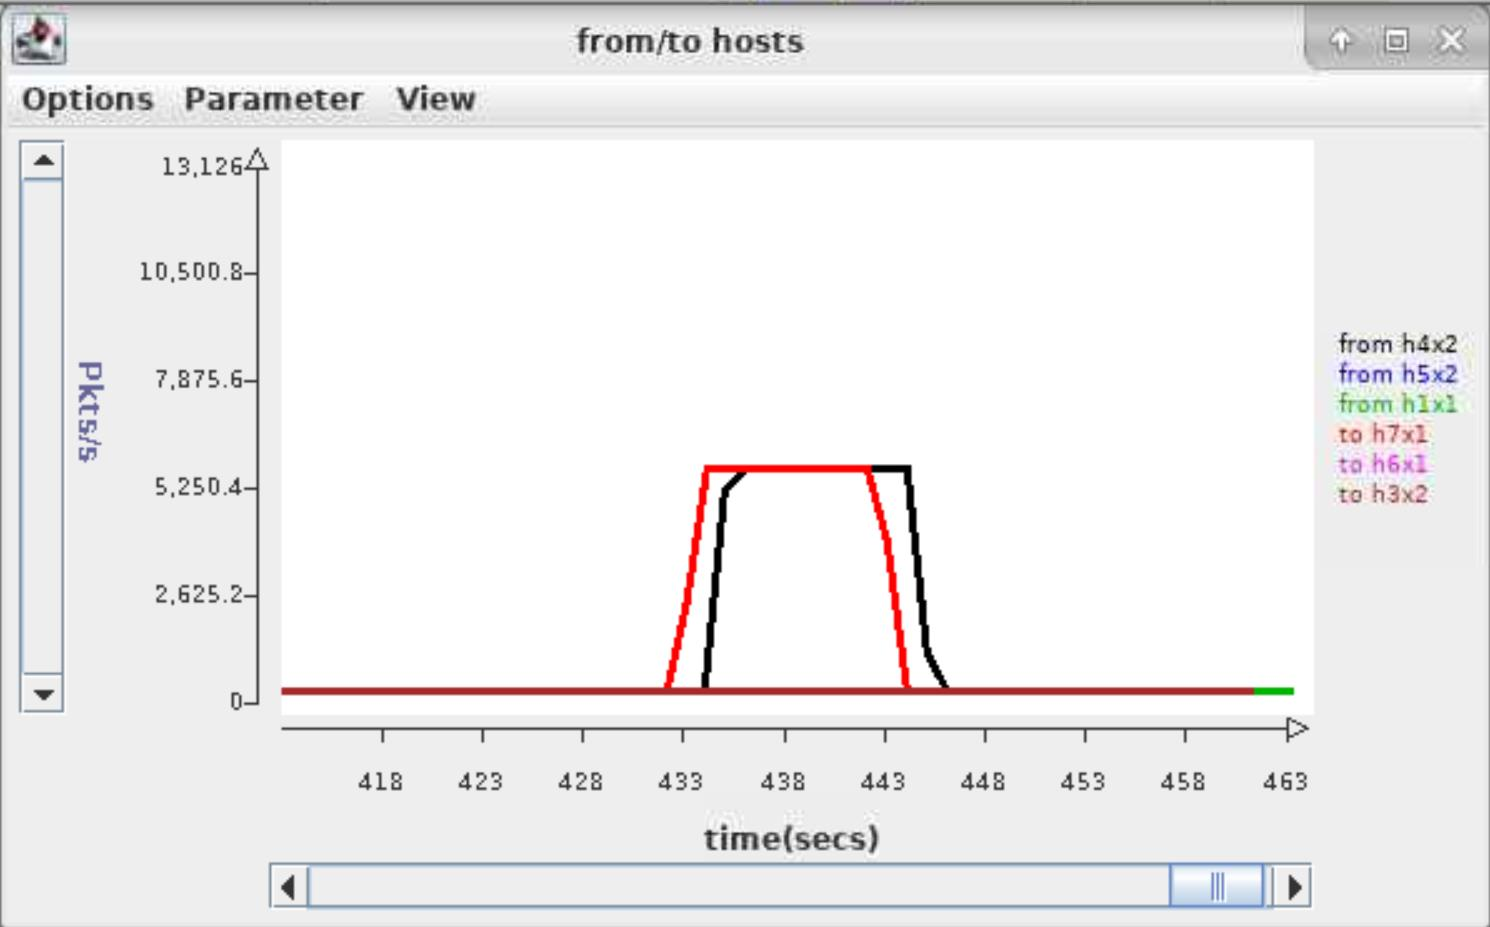 from/to hosts
Options Parameter View
13,126
10,500.8
7,875.6
5,250.4
2,625.2
0
Pkts/s
from h4x2
from h5x2
from h1x1
to h7x1
to h6x1
to h3x2
418 423 428 433 438 443 448 453 458 463
time(secs)